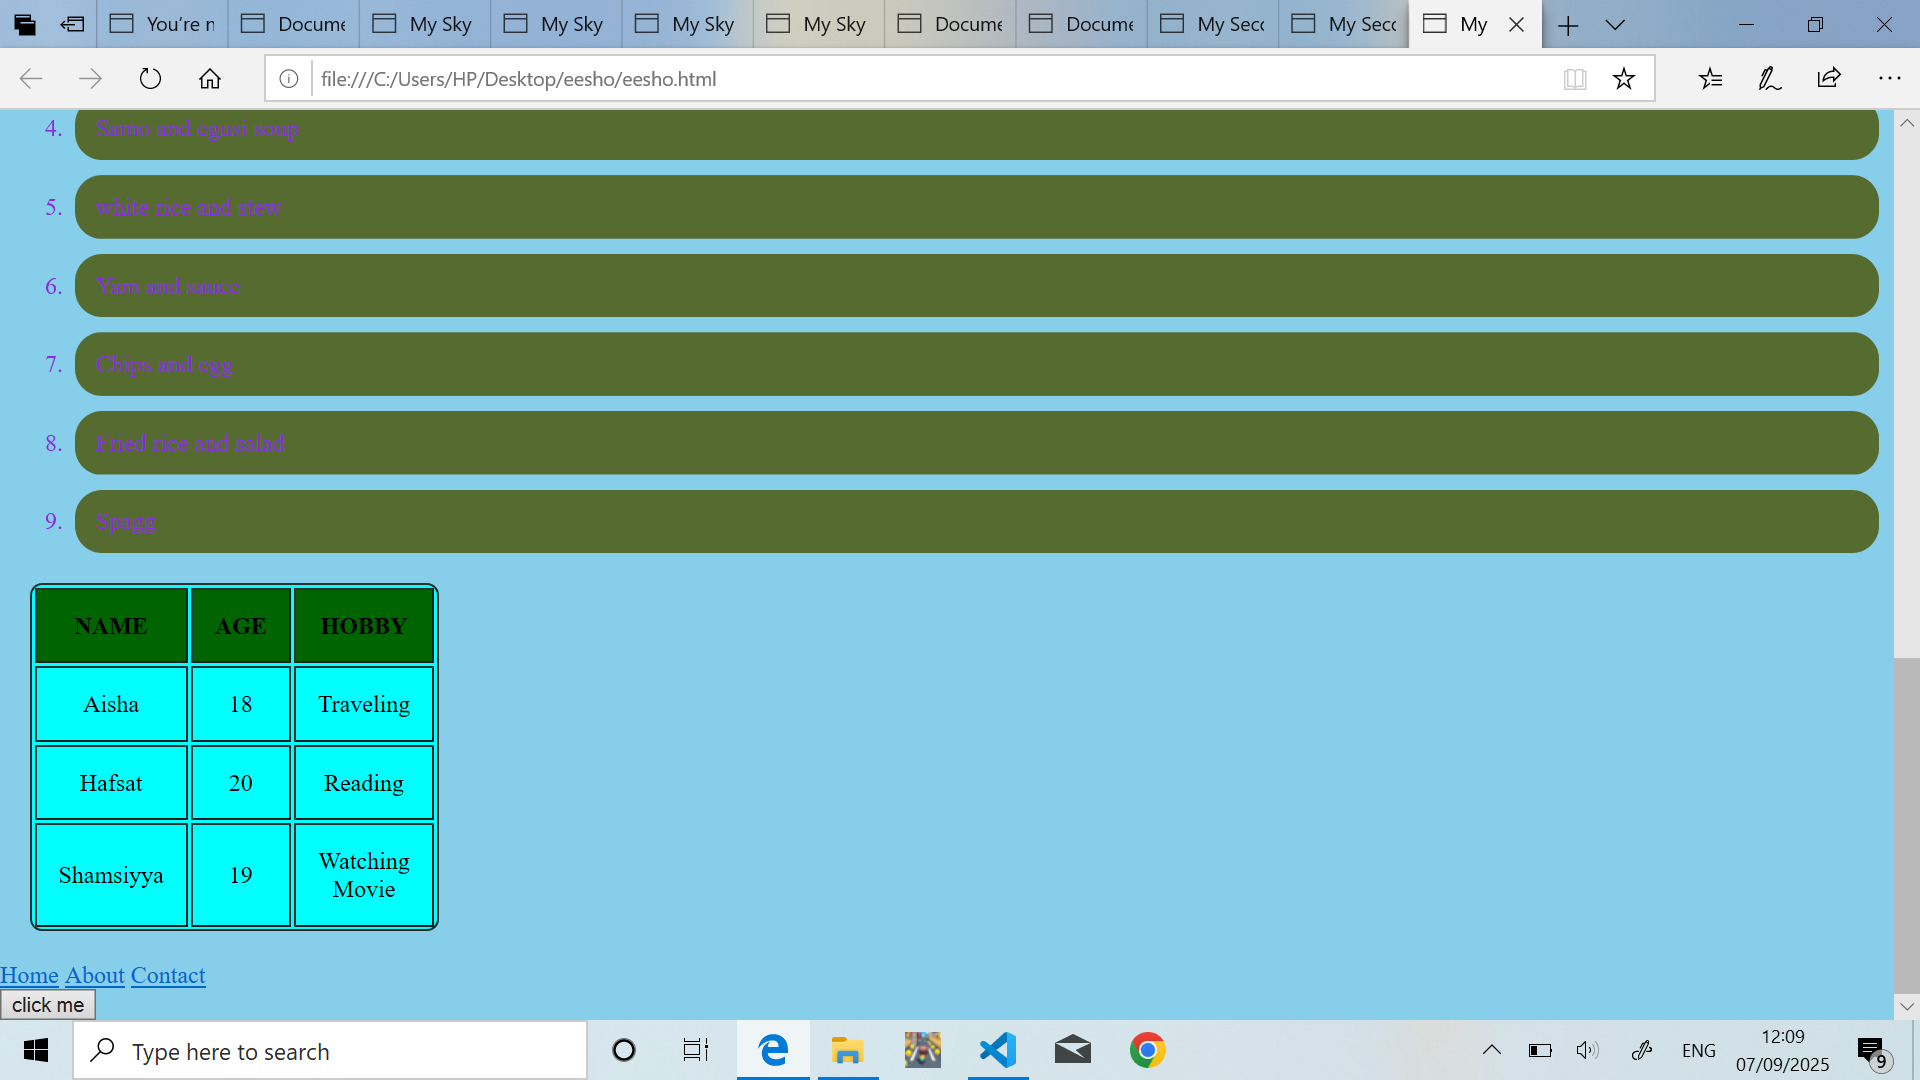 You're n Docume My Sky My Sky My Sky My Sky Docume Docume My Secc My Secc My
file:///C:/Users/HP/Desktop/eesho/eesho.html
4. Samo and egusi soup
5. white rice and stew
6. Yam and sauce
7. Chips and egg
8. Fried rice and salad
9. Spagg
NAME AGE HOBBY
Aisha 18 Traveling
Hafsat 20 Reading
Shamsiyya 19 Watching
Movie
Home About Contact
click me
Type here to search
ENG
12:09
07/09/2025
9